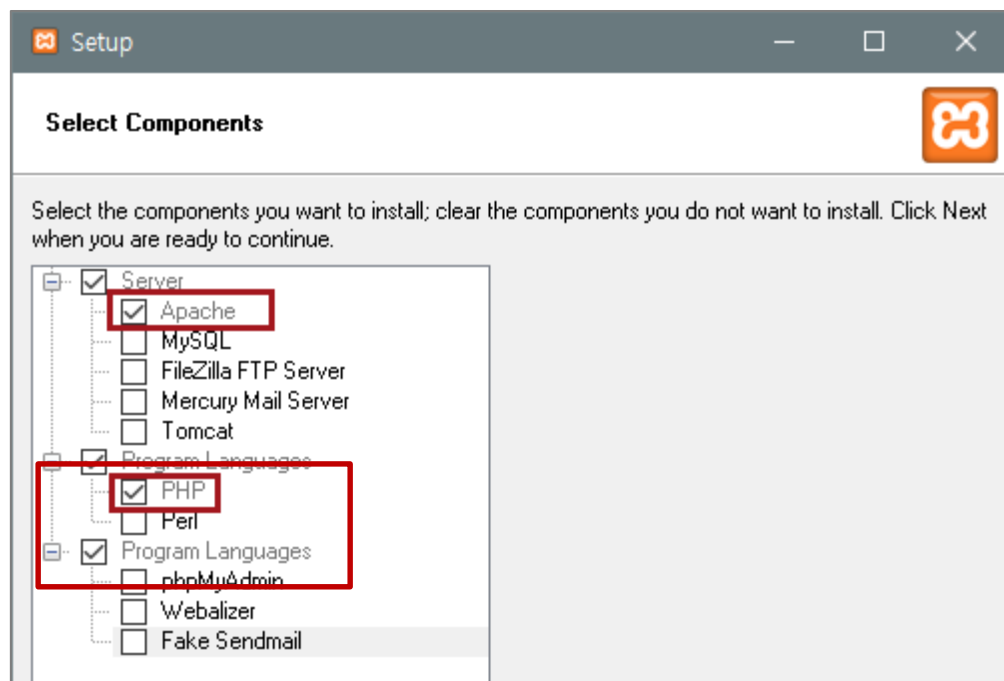 Setup
Select Components
Select the components you want to install; clear the components you do not want to install. Click Next
when you are ready to continue.
Server
Apache
MySQL
FileZilla FTP Server
Mercury Mail Server
Tomcat
Program Languages
PHP
Perl
Program Languages
phpMyAdmin
Webalizer
Fake Sendmail